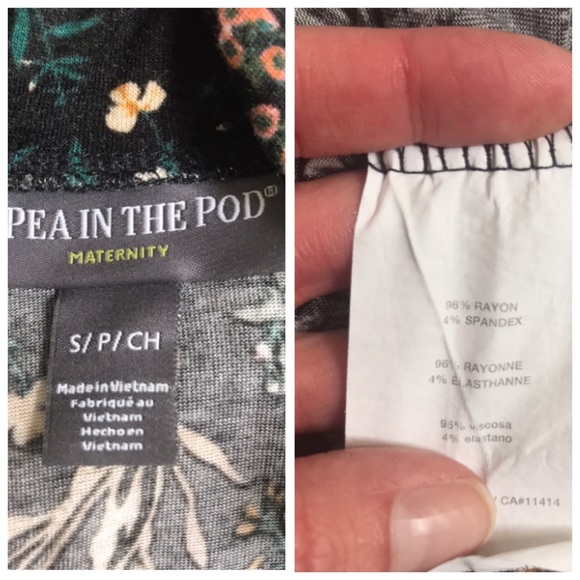 PEA IN THE POD®
MATERNITY
S/P/CH
Made in Vietnam
Fabriqué au
Vietnam
Hecho en
Vietnam
96% RAYON
4% SPANDEX
96% RAYONNE
4% ÉLASTHANNE
96% viscosa
4% elastano
/ CA#11414